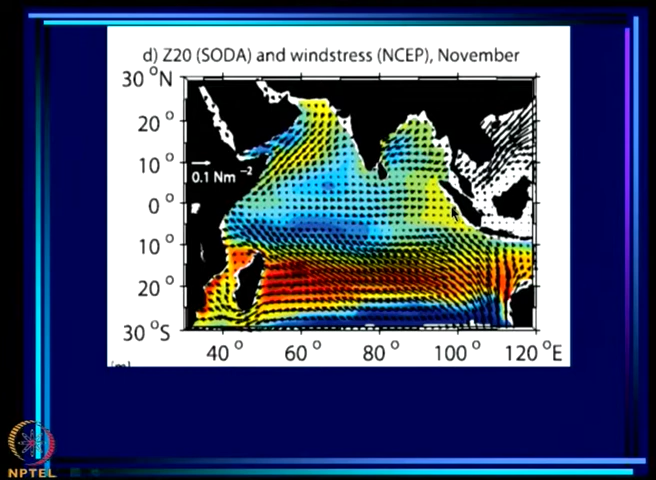 d) Z20 (SODA) and windstress (NCEP), November
30 °N
20 °
10 °
0.1 Nm⁻²
0 °
10 °
20 °
30 °S
40 °
60 °
80 °
100 °
120 °E
NPTEL